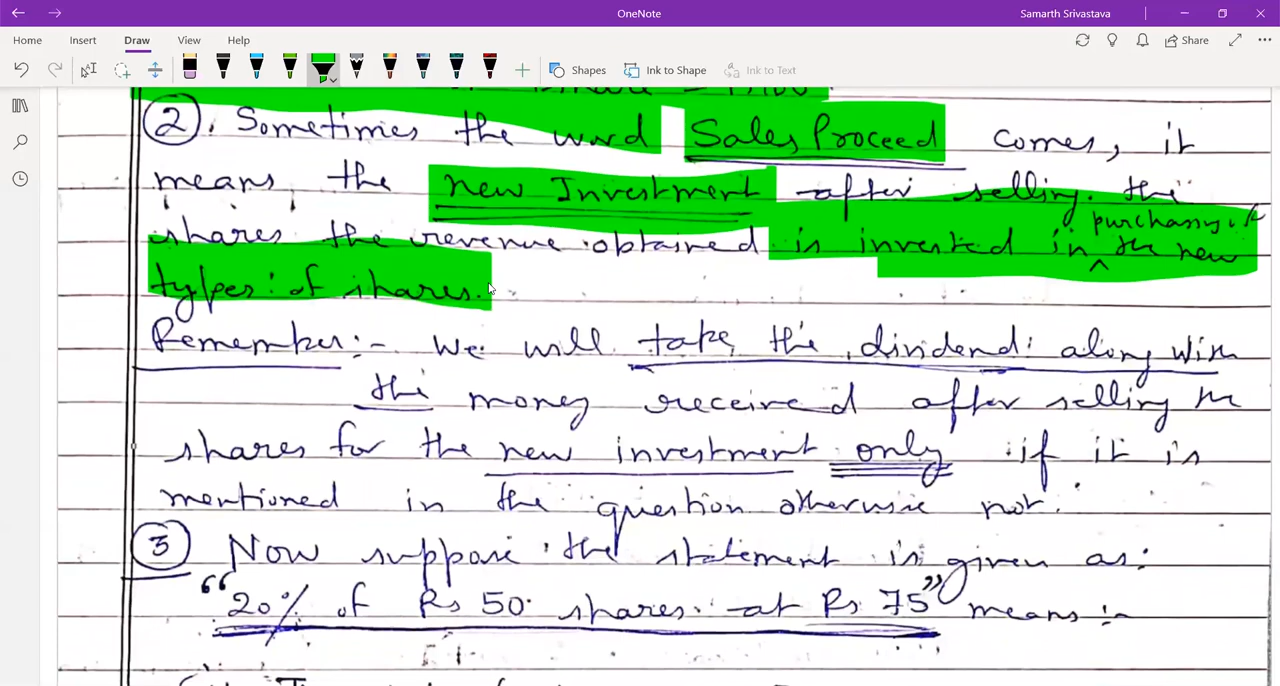 OneNote
Samarth Srivastava
Home Insert Draw View Help
Share
Shapes Ink to Shape Ink to Text
2. Sometimes the word Sales Proceed comes, it
means the new Investment after selling the
shares the revenue obtained is invested in purchasing of the new
types of shares.
Remember:- We will take the dividend along with
the money received after selling the
shares for the new investment only if it is
mentioned in the question otherwise not.
3 Now suppose the statement is given as:
"20% of Rs 50 shares at Rs 75" means :-